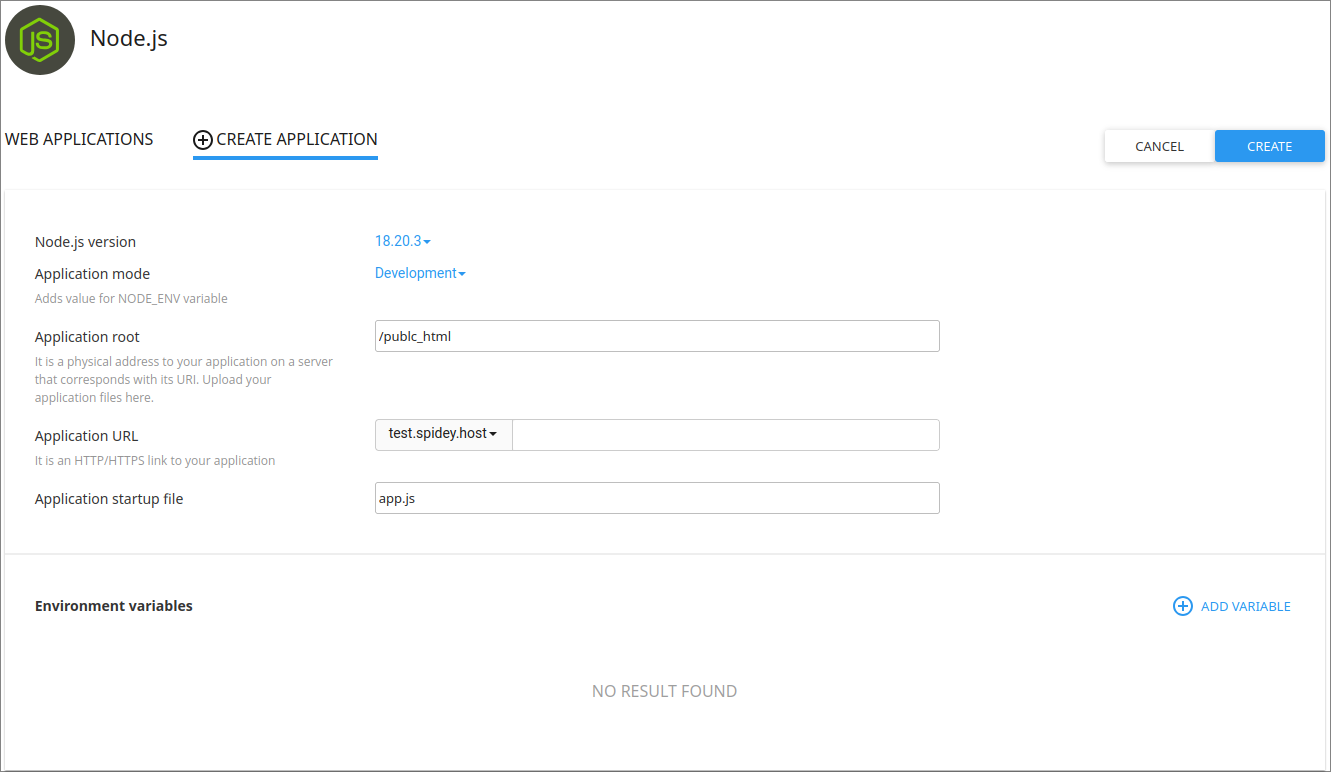 JS
Node.js
WEB APPLICATIONS
CREATE APPLICATION
CANCEL
CREATE
Node.js version
18.20.3
Application mode
Development
Adds value for NODE_ENV variable
Application root
/publc_html
It is a physical address to your application on a server
that corresponds with its URI. Upload your
application files here.
Application URL
test.spidey.host
It is an HTTP/HTTPS link to your application
Application startup file
app.js
Environment variables
ADD VARIABLE
NO RESULT FOUND